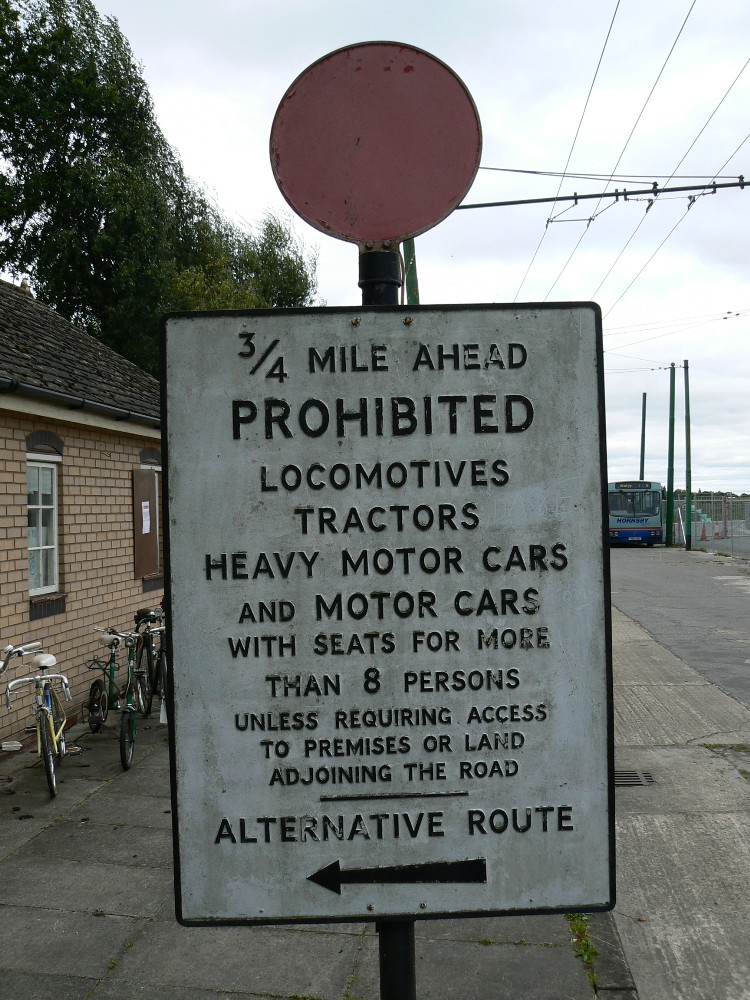 3/4 MILE AHEAD
PROHIBITED
LOCOMOTIVES
TRACTORS
HEAVY MOTOR CARS
AND MOTOR CARS
WITH SEATS FOR MORE
THAN 8 PERSONS
UNLESS REQUIRING ACCESS
TO PREMISES OR LAND
ADJOINING THE ROAD
ALTERNATIVE ROUTE
HORNSBY